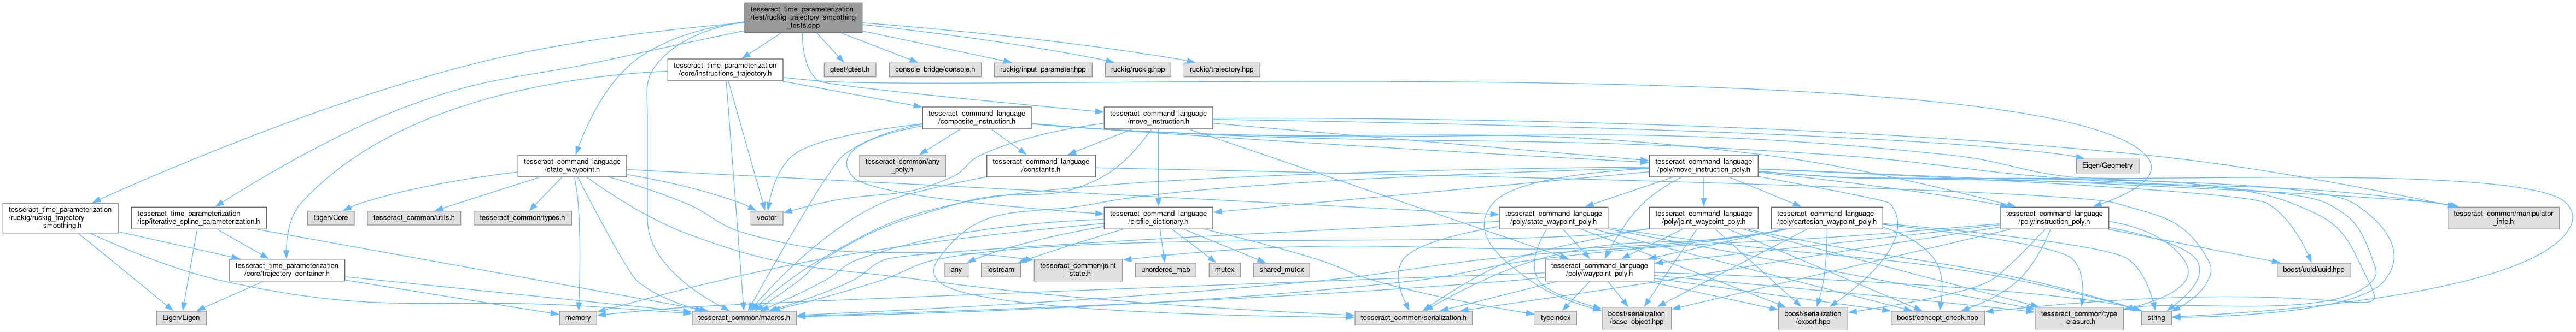 tesseract_time_parameterization
/test/ruckig_trajectory_smoothing
_tests.cpp
tesseract_time_parameterization
/core/instructions_trajectory.h
gtest/gtest.h
console_bridge/console.h
ruckig/input_parameter.hpp
ruckig/ruckig.hpp
ruckig/trajectory.hpp
tesseract_command_language
/composite_instruction.h
tesseract_command_language
/move_instruction.h
tesseract_command_language
/state_waypoint.h
tesseract_common/any
_poly.h
tesseract_command_language
/constants.h
tesseract_command_language
/poly/move_instruction_poly.h
Eigen/Geometry
tesseract_time_parameterization
/ruckig/ruckig_trajectory
_smoothing.h
tesseract_time_parameterization
/isp/iterative_spline_parameterization.h
Eigen/Core
tesseract_common/utils.h
tesseract_common/types.h
vector
tesseract_command_language
/profile_dictionary.h
tesseract_command_language
/poly/state_waypoint_poly.h
tesseract_command_language
/poly/joint_waypoint_poly.h
tesseract_command_language
/poly/cartesian_waypoint_poly.h
tesseract_command_language
/poly/instruction_poly.h
tesseract_common/manipulator
_info.h
tesseract_time_parameterization
/core/trajectory_container.h
any
iostream
tesseract_common/joint
_state.h
unordered_map
mutex
shared_mutex
tesseract_command_language
/poly/waypoint_poly.h
boost/uuid/uuid.hpp
Eigen/Eigen
memory
tesseract_common/macros.h
tesseract_common/serialization.h
typeindex
boost/serialization
/base_object.hpp
boost/serialization
/export.hpp
boost/concept_check.hpp
tesseract_common/type
_erasure.h
string